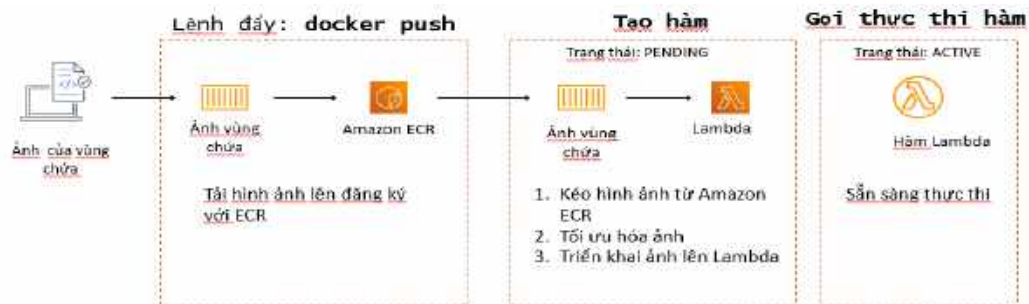 Lệnh đẩy: docker push
Tạo hàm
Gọi thực thi hàm
Trạng thái: PENDING
Trạng thái: ACTIVE
Ảnh của vùng
chứa
Ảnh vùng
chứa
Amazon ECR
Ảnh vùng
chứa
Lambda
Hàm Lambda
Tải hình ảnh lên đăng ký
với ECR
1. Kéo hình ảnh từ Amazon
ECR
2. Tối ưu hóa ảnh
3. Triển khai ảnh lên Lambda
Sẵn sàng thực thi